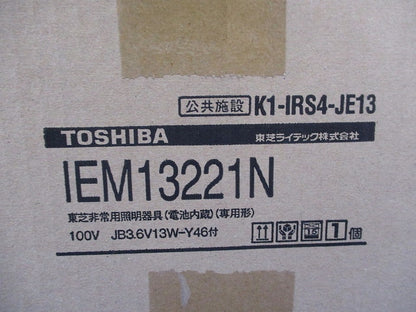 公共施設 K1-IRS4-JE13
TOSHIBA 東芝ライテック株式会社
IEM13221N
東芝非常用照明器具(電池内蔵)(専用形)
100V JB3.6V13W-Y46付 1個